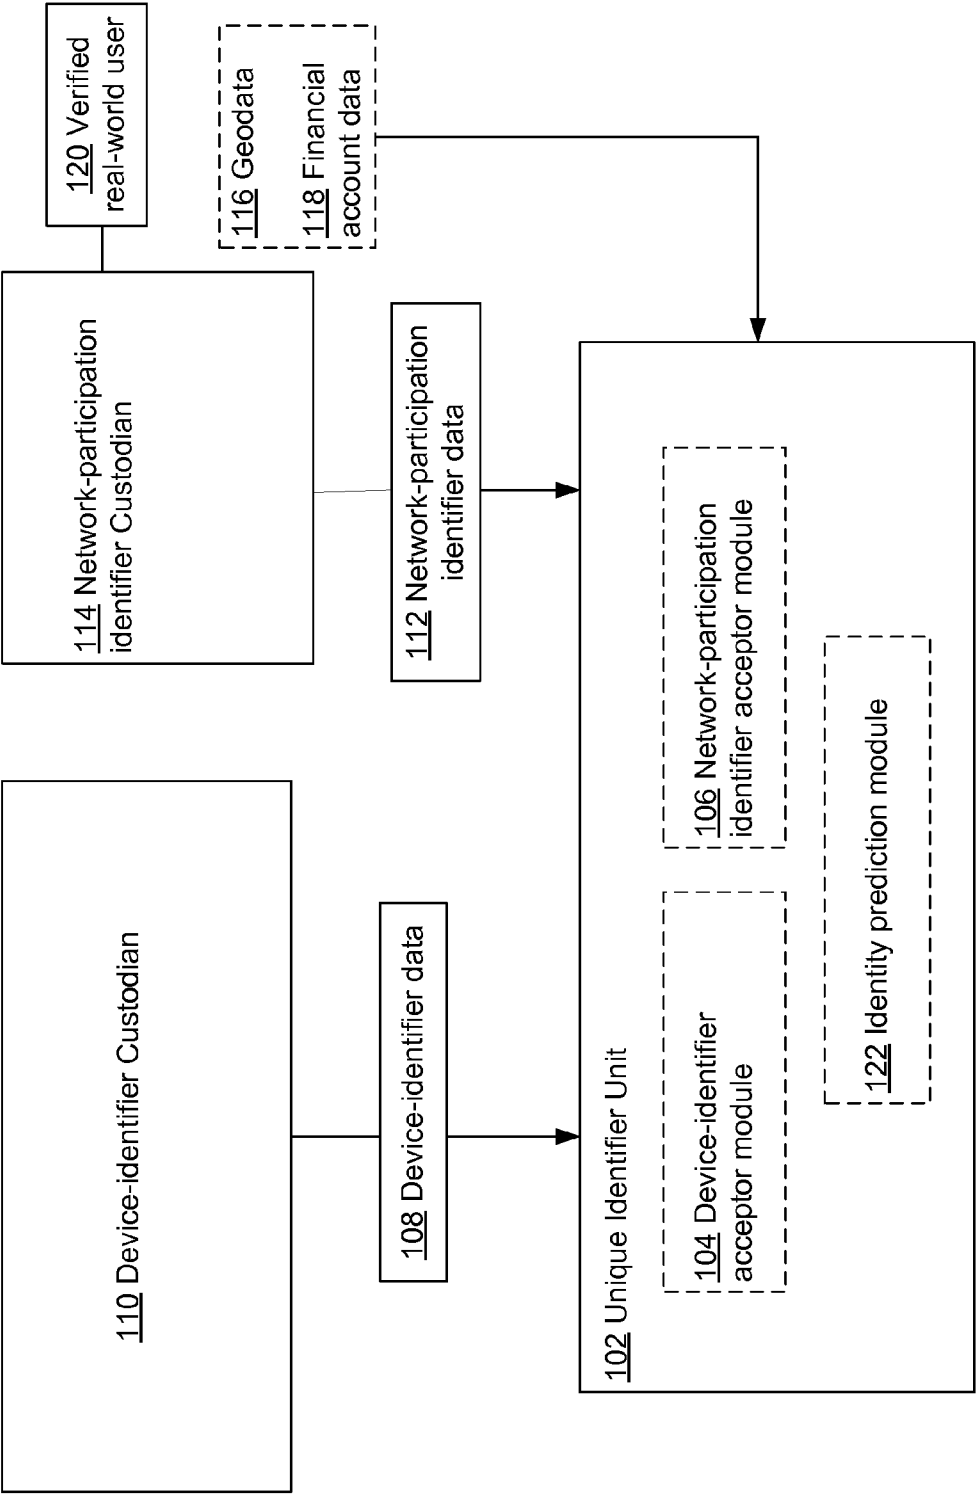 110 Device-identifier Custodian
114 Network-participation
identifier Custodian
120 Verified
real-world user
108 Device-identifier data
112 Network-participation
identifier data
116 Geodata
118 Financial
account data
102 Unique Identifier Unit
104 Device-identifier
acceptor module
106 Network-participation
identifier acceptor module
122 Identity prediction module